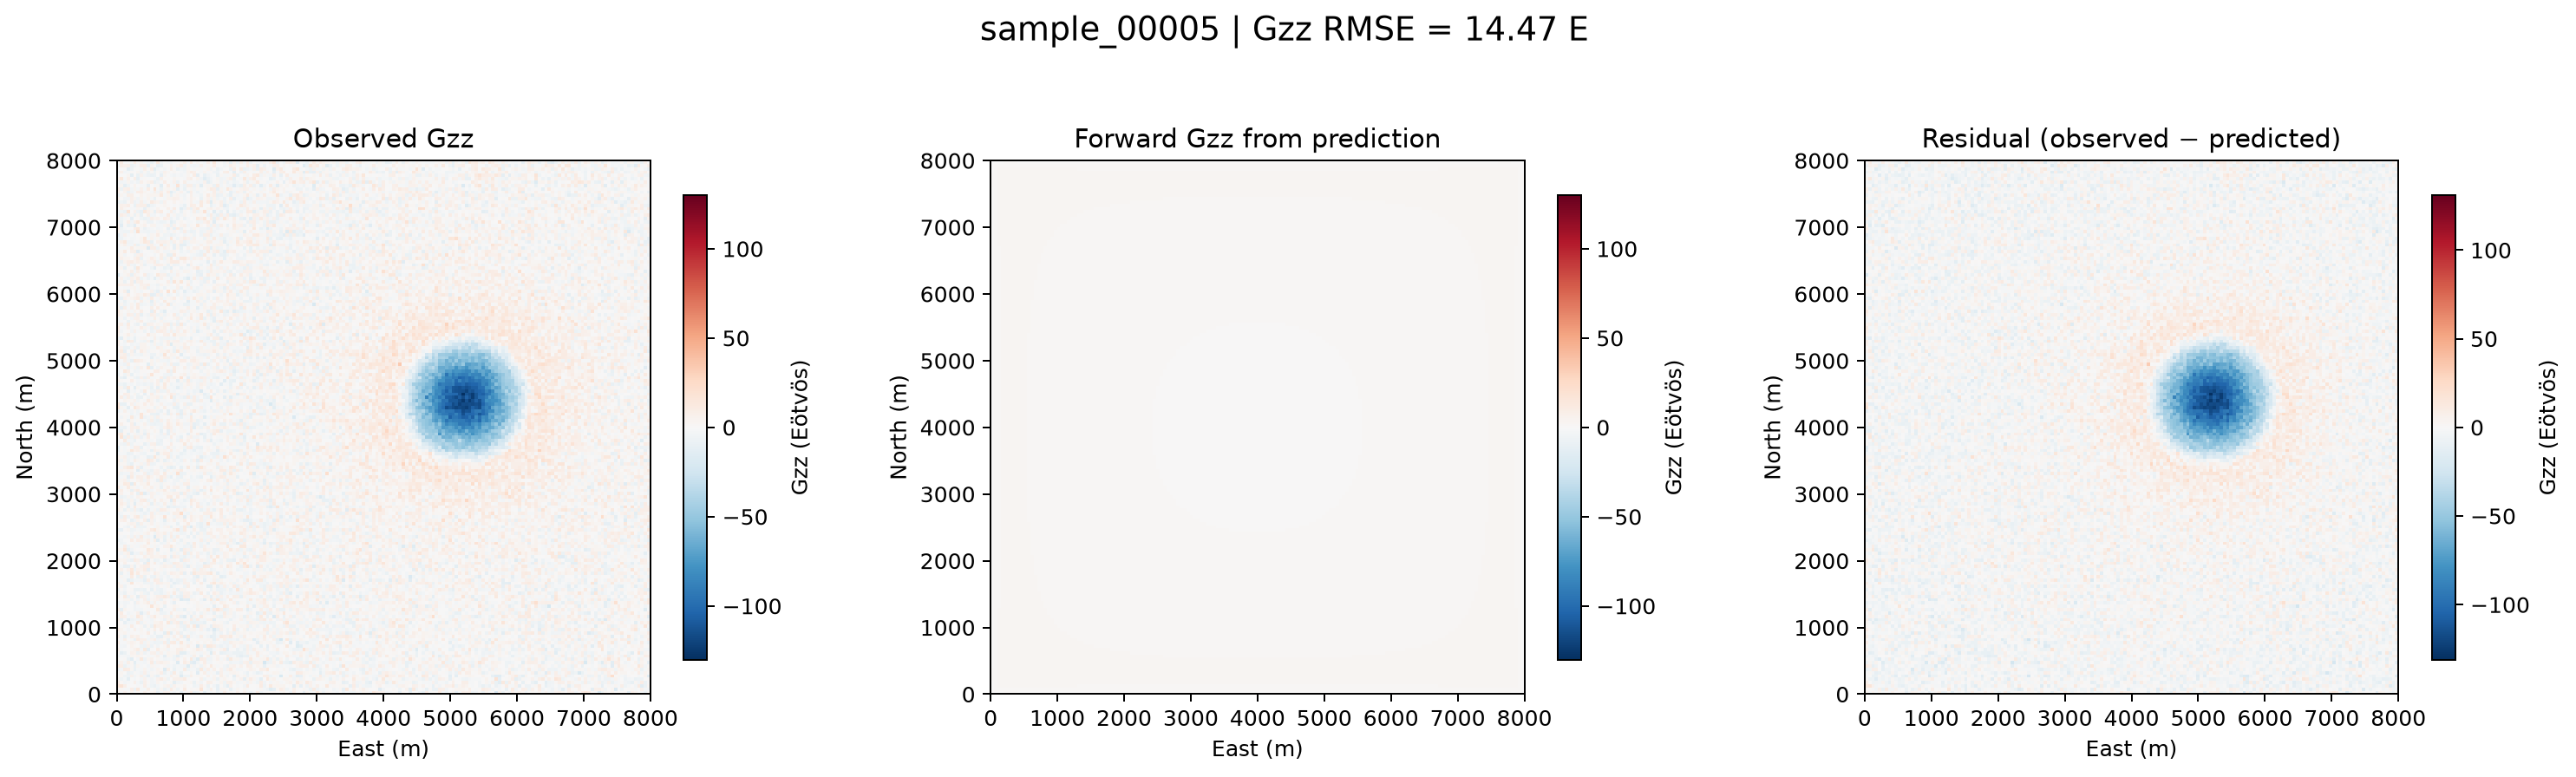 sample_00005 | Gzz RMSE = 14.47 E
Observed Gzz
8000
7000
6000
5000
4000
3000
2000
1000
0
North (m)
0 1000 2000 3000 4000 5000 6000 7000 8000
East (m)
100
50
0
−50
−100
Gzz (Eötvös)
Forward Gzz from prediction
8000
7000
6000
5000
4000
3000
2000
1000
0
North (m)
0 1000 2000 3000 4000 5000 6000 7000 8000
East (m)
100
50
0
−50
−100
Gzz (Eötvös)
Residual (observed − predicted)
8000
7000
6000
5000
4000
3000
2000
1000
0
North (m)
0 1000 2000 3000 4000 5000 6000 7000 8000
East (m)
100
50
0
−50
−100
Gzz (Eötvös)